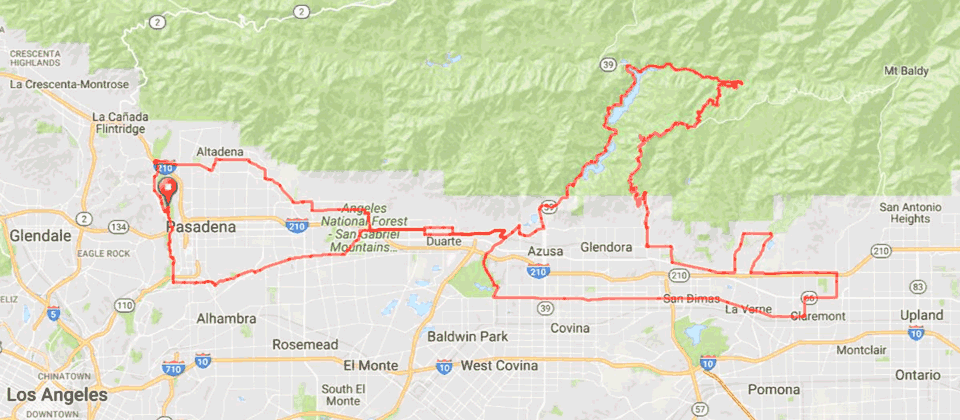 2
2
CRESCENTA
HIGHLANDS
La Crescenta-Montrose
39
Mt Baldy
La Cañada
Flintridge
Altadena
210
San Antonio
Heights
39
Angeles
National Forest
- San Gabriel
Mountains...
2
134
Pasadena
210
Glendale
EAGLE ROCK
Duarte
Azusa
Glendora
210
210
210
110
5
39
San Dimas
La Verne
66
Claremont
83
Upland
Alhambra
Baldwin Park
Covina
Rosemead
El Monte
West Covina
10
Montclair
710
10
10
10
Ontario
CHINATOWN
Los Angeles
DOWNTOWN
South El
Monte
57
Pomona